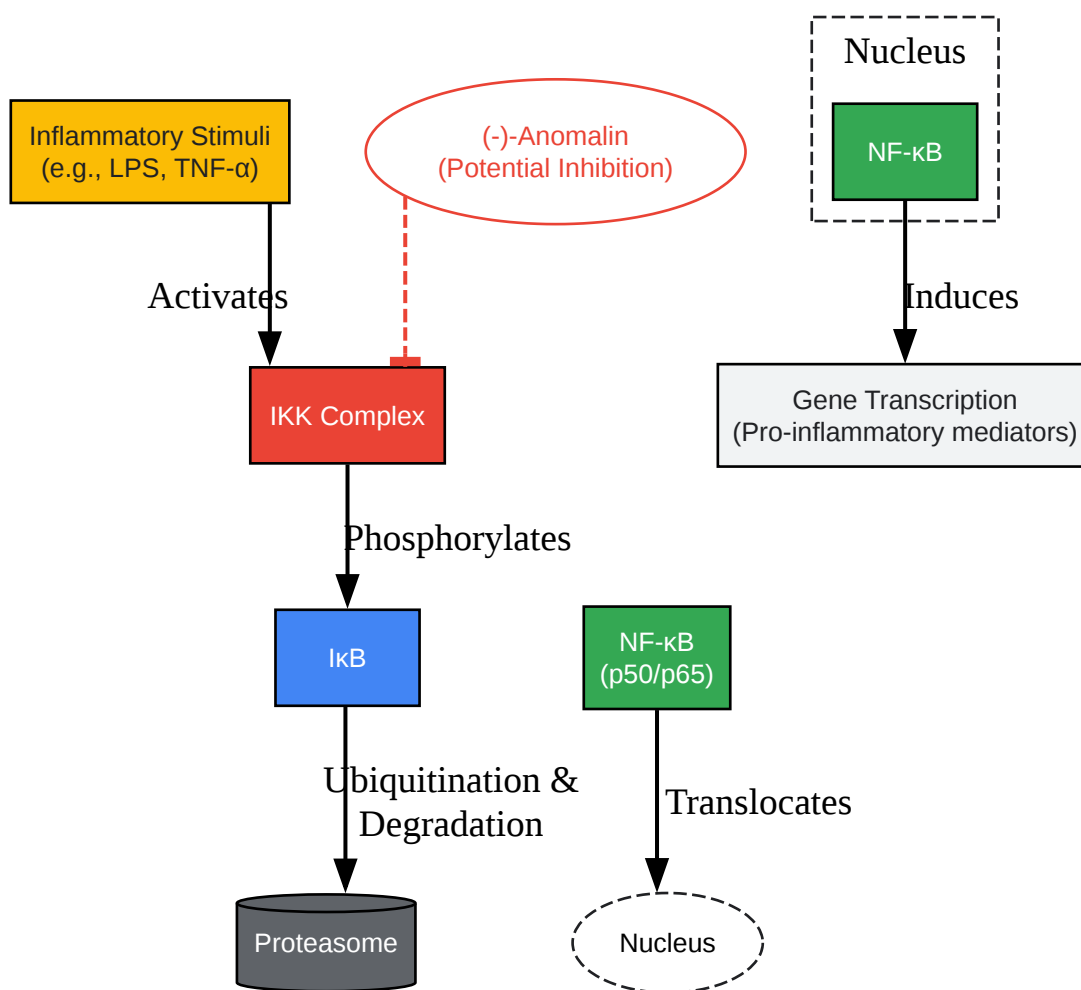 Nucleus
Inflammatory Stimuli
(e.g., LPS, TNF-α)
(-)-Anomalin
(Potential Inhibition)
NF-κB
Activates
Induces
IKK Complex
Gene Transcription
(Pro-inflammatory mediators)
Phosphorylates
IκB
NF-κB
(p50/p65)
Ubiquitination &
Degradation
Translocates
Proteasome
Nucleus